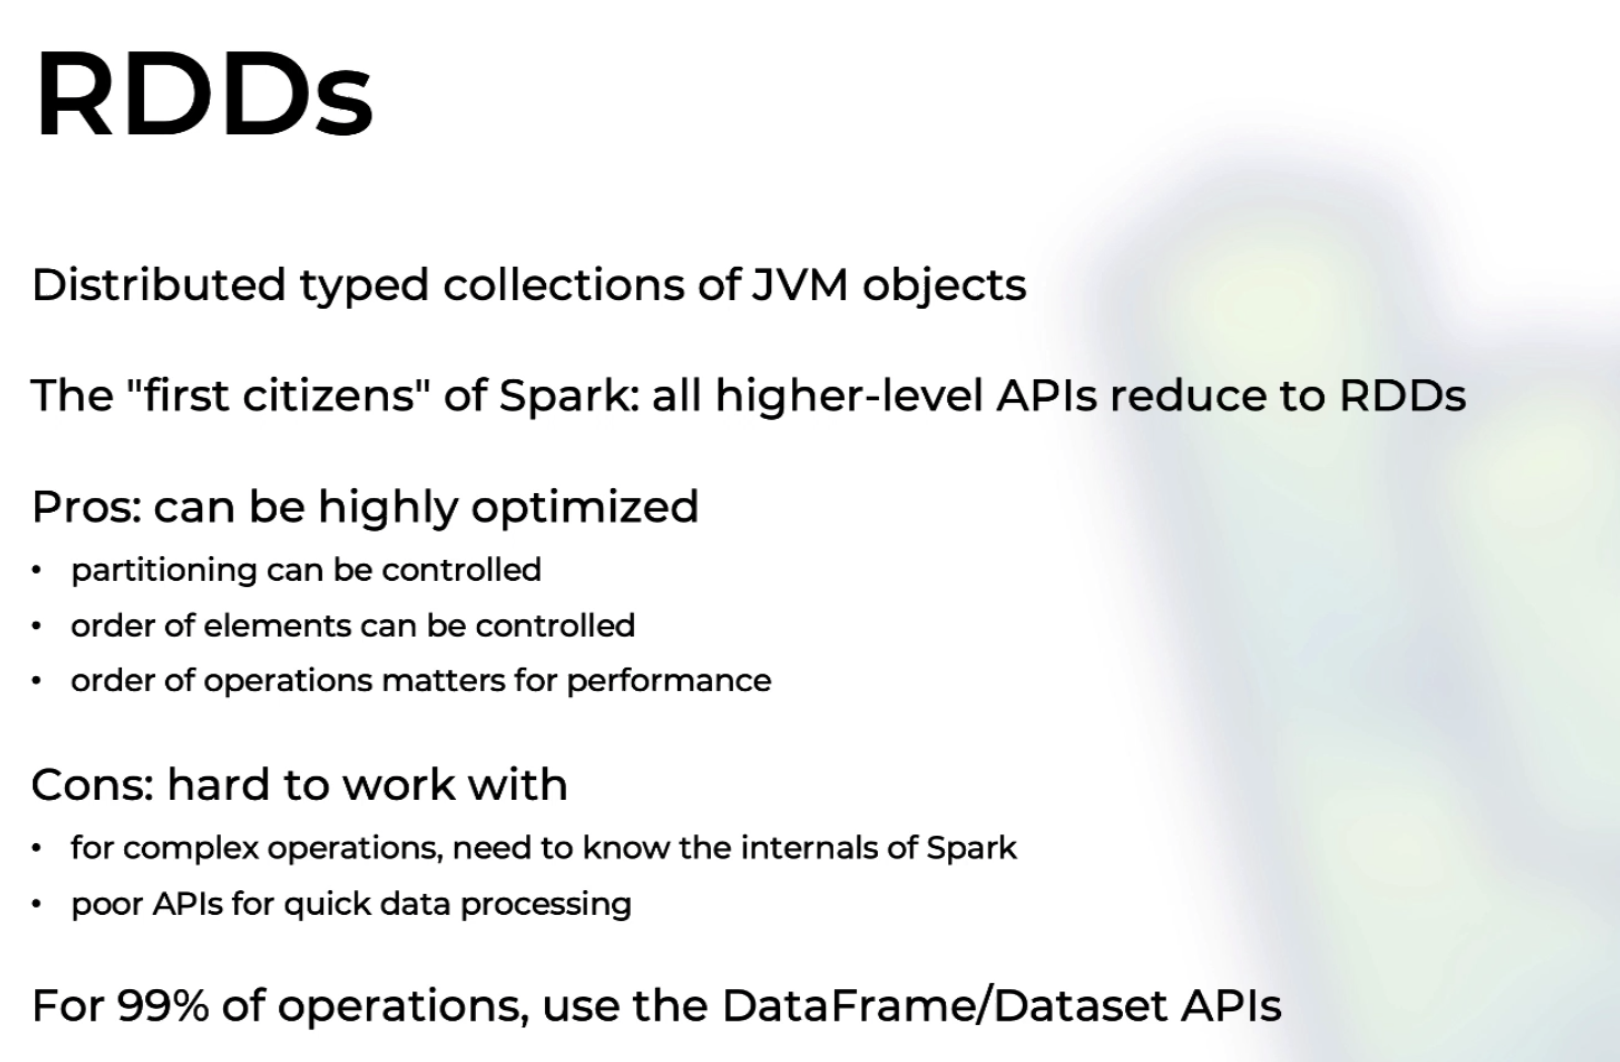 RDDs
Distributed typed collections of JVM objects
The "first citizens" of Spark: all higher-level APIs reduce to RDDs
Pros: can be highly optimized
• partitioning can be controlled
• order of elements can be controlled
• order of operations matters for performance
Cons: hard to work with
• for complex operations, need to know the internals of Spark
• poor APIs for quick data processing
For 99% of operations, use the DataFrame/Dataset APIs